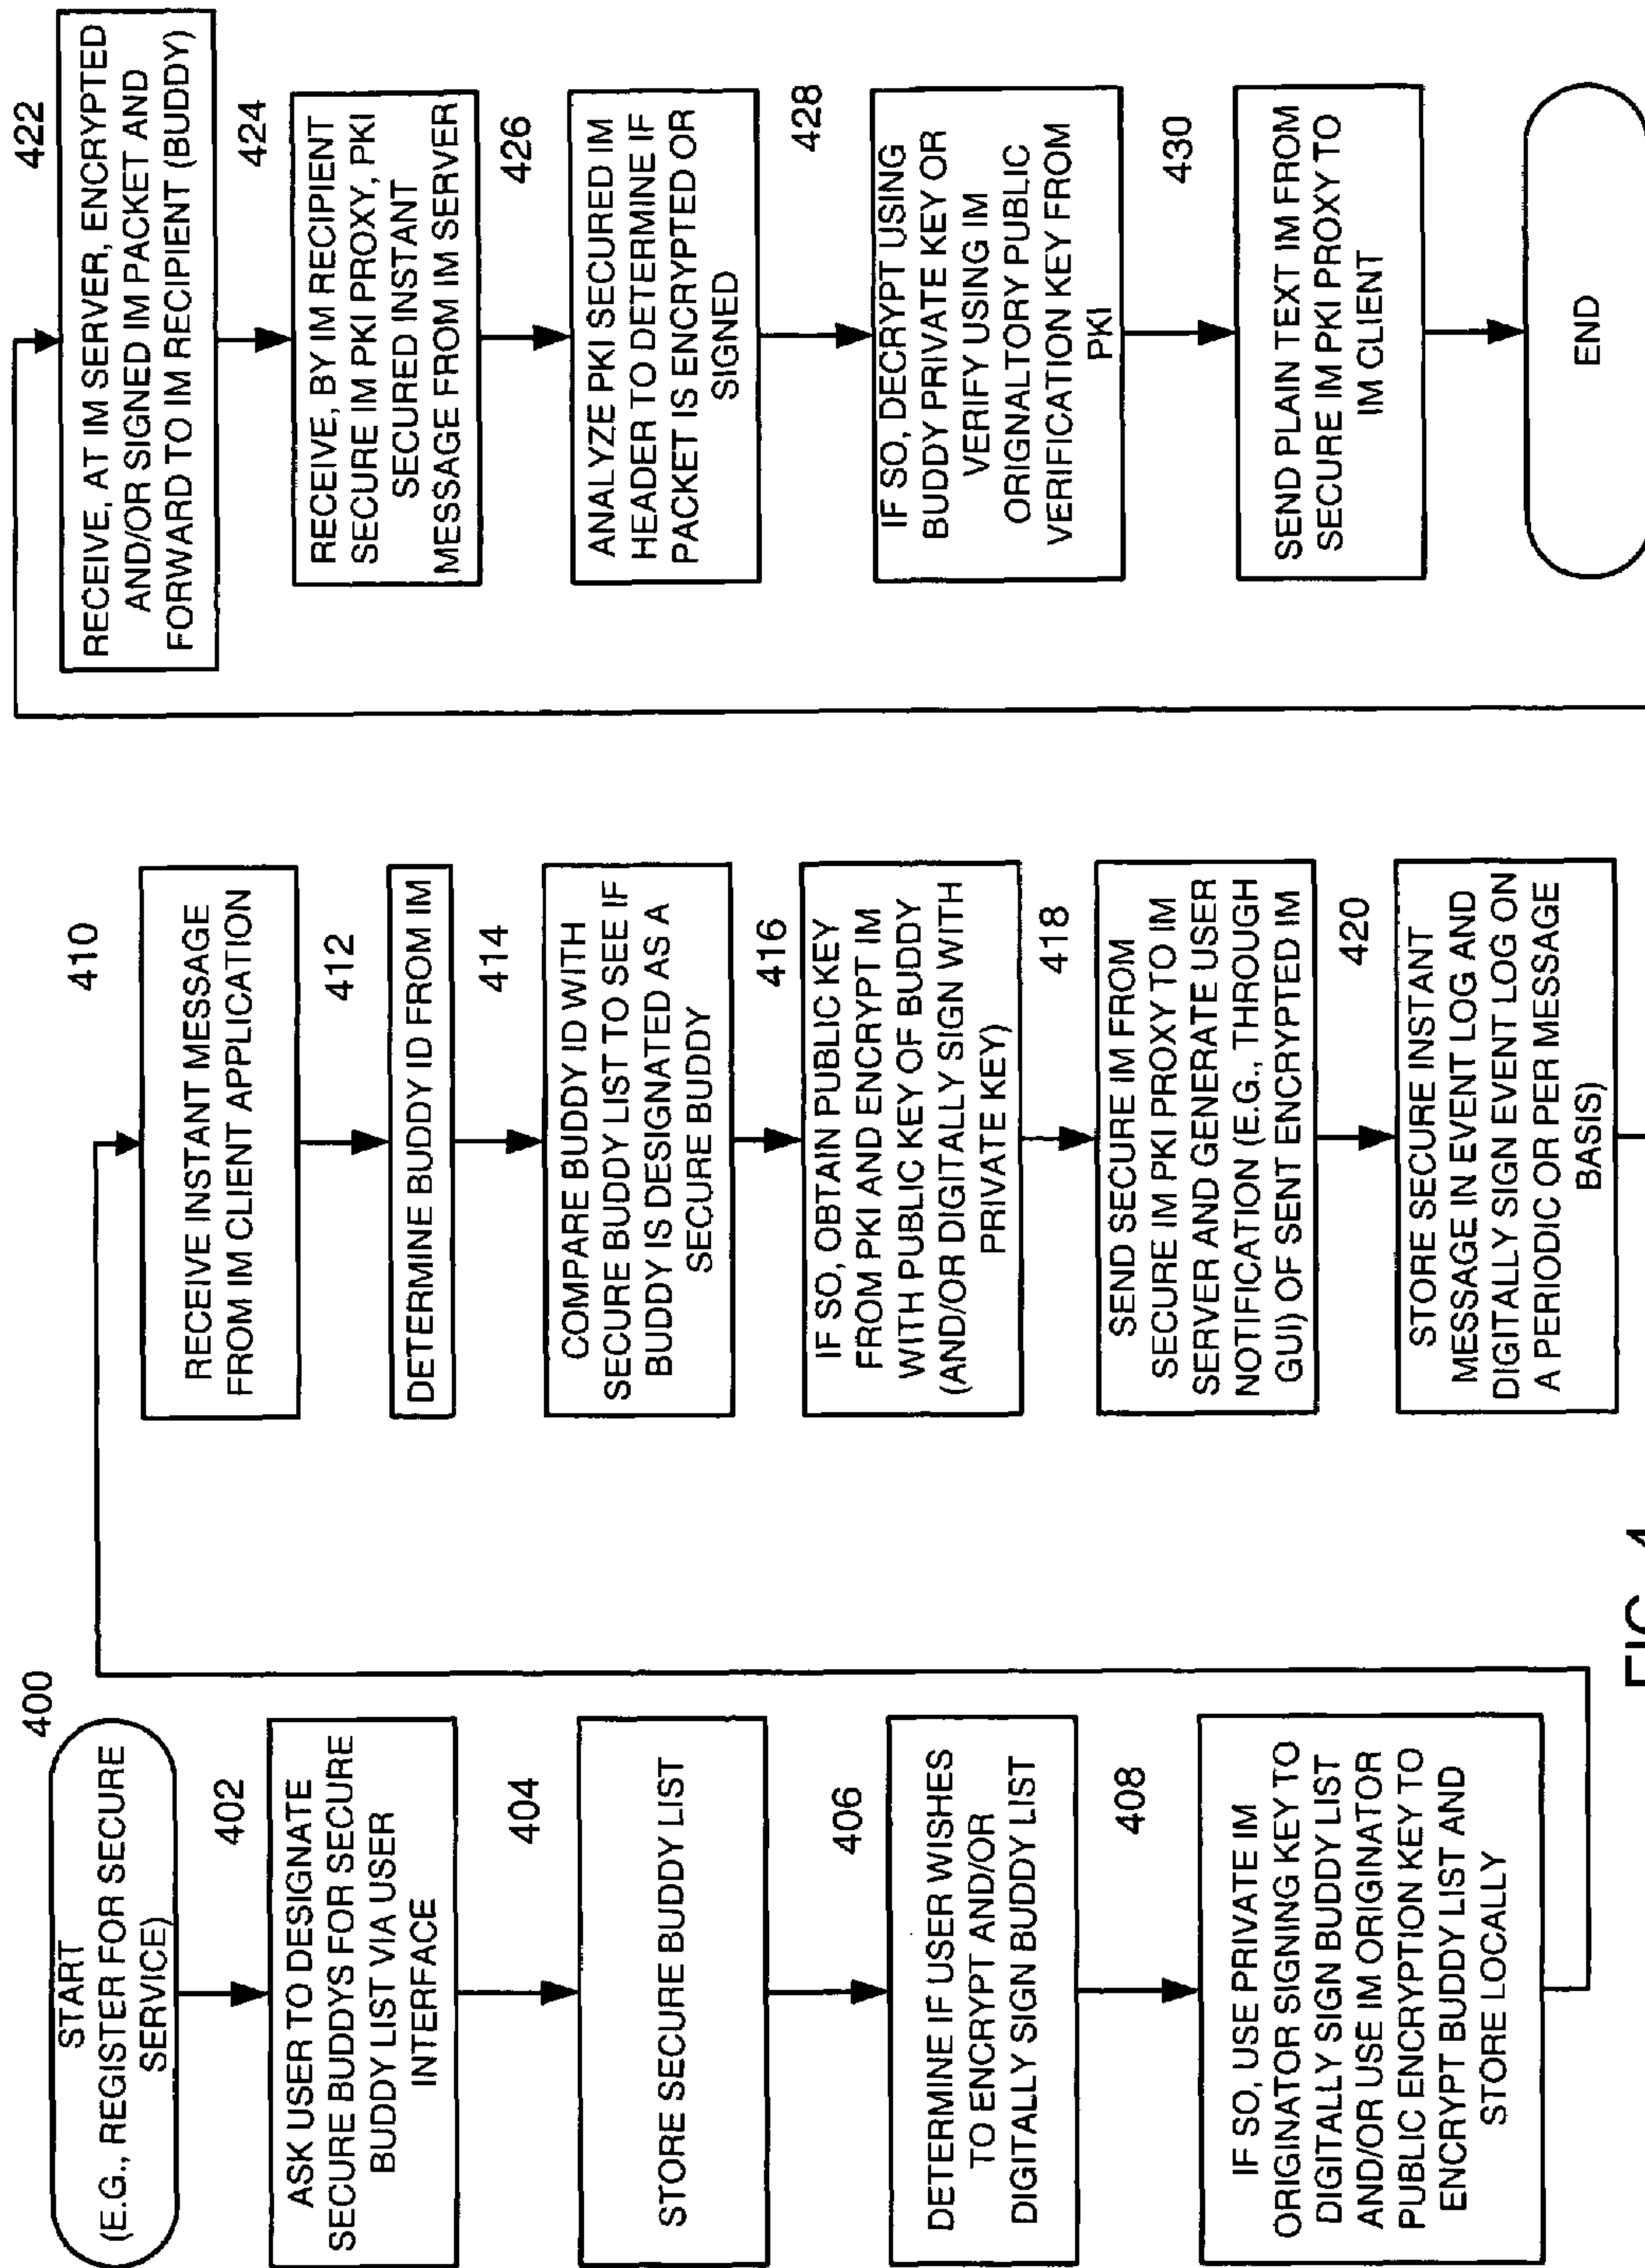 400
START
(E.G., REGISTER FOR SECURE
SERVICE)
402
ASK USER TO DESIGNATE
SECURE BUDDYS FOR SECURE
BUDDY LIST VIA USER
INTERFACE
404
STORE SECURE BUDDY LIST
406
DETERMINE IF USER WISHES
TO ENCRYPT AND/OR
DIGITALLY SIGN BUDDY LIST
408
IF SO, USE PRIVATE IM
ORIGINATOR SIGNING KEY TO
DIGITALLY SIGN BUDDY LIST
AND/OR USE IM ORIGINATOR
PUBLIC ENCRYPTION KEY TO
ENCRYPT BUDDY LIST AND
STORE LOCALLY
410
RECEIVE INSTANT MESSAGE
FROM IM CLIENT APPLICATION
412
DETERMINE BUDDY ID FROM IM
414
COMPARE BUDDY ID WITH
SECURE BUDDY LIST TO SEE IF
BUDDY IS DESIGNATED AS A
SECURE BUDDY
416
IF SO, OBTAIN PUBLIC KEY
FROM PKI AND ENCRYPT IM
WITH PUBLIC KEY OF BUDDY
(AND/OR DIGITALLY SIGN WITH
PRIVATE KEY)
418
SEND SECURE IM FROM
SECURE IM PKI PROXY TO IM
SERVER AND GENERATE USER
NOTIFICATION (E.G., THROUGH
GUI) OF SENT ENCRYPTED IM
420
STORE SECURE INSTANT
MESSAGE IN EVENT LOG AND
DIGITALLY SIGN EVENT LOG ON
A PERIODIC OR PER MESSAGE
BASIS)
422
RECEIVE, AT IM SERVER, ENCRYPTED
AND/OR SIGNED IM PACKET AND
FORWARD TO IM RECIPIENT (BUDDY)
424
RECEIVE, BY IM RECIPIENT
SECURE IM PKI PROXY, PKI
SECURED INSTANT
MESSAGE FROM IM SERVER
426
ANALYZE PKI SECURED IM
HEADER TO DETERMINE IF
PACKET IS ENCRYPTED OR
SIGNED
428
IF SO, DECRYPT USING
BUDDY PRIVATE KEY OR
VERIFY USING IM
ORIGNALTORY PUBLIC
VERIFICATION KEY FROM
PKI
430
SEND PLAIN TEXT IM FROM
SECURE IM PKI PROXY TO
IM CLIENT
END